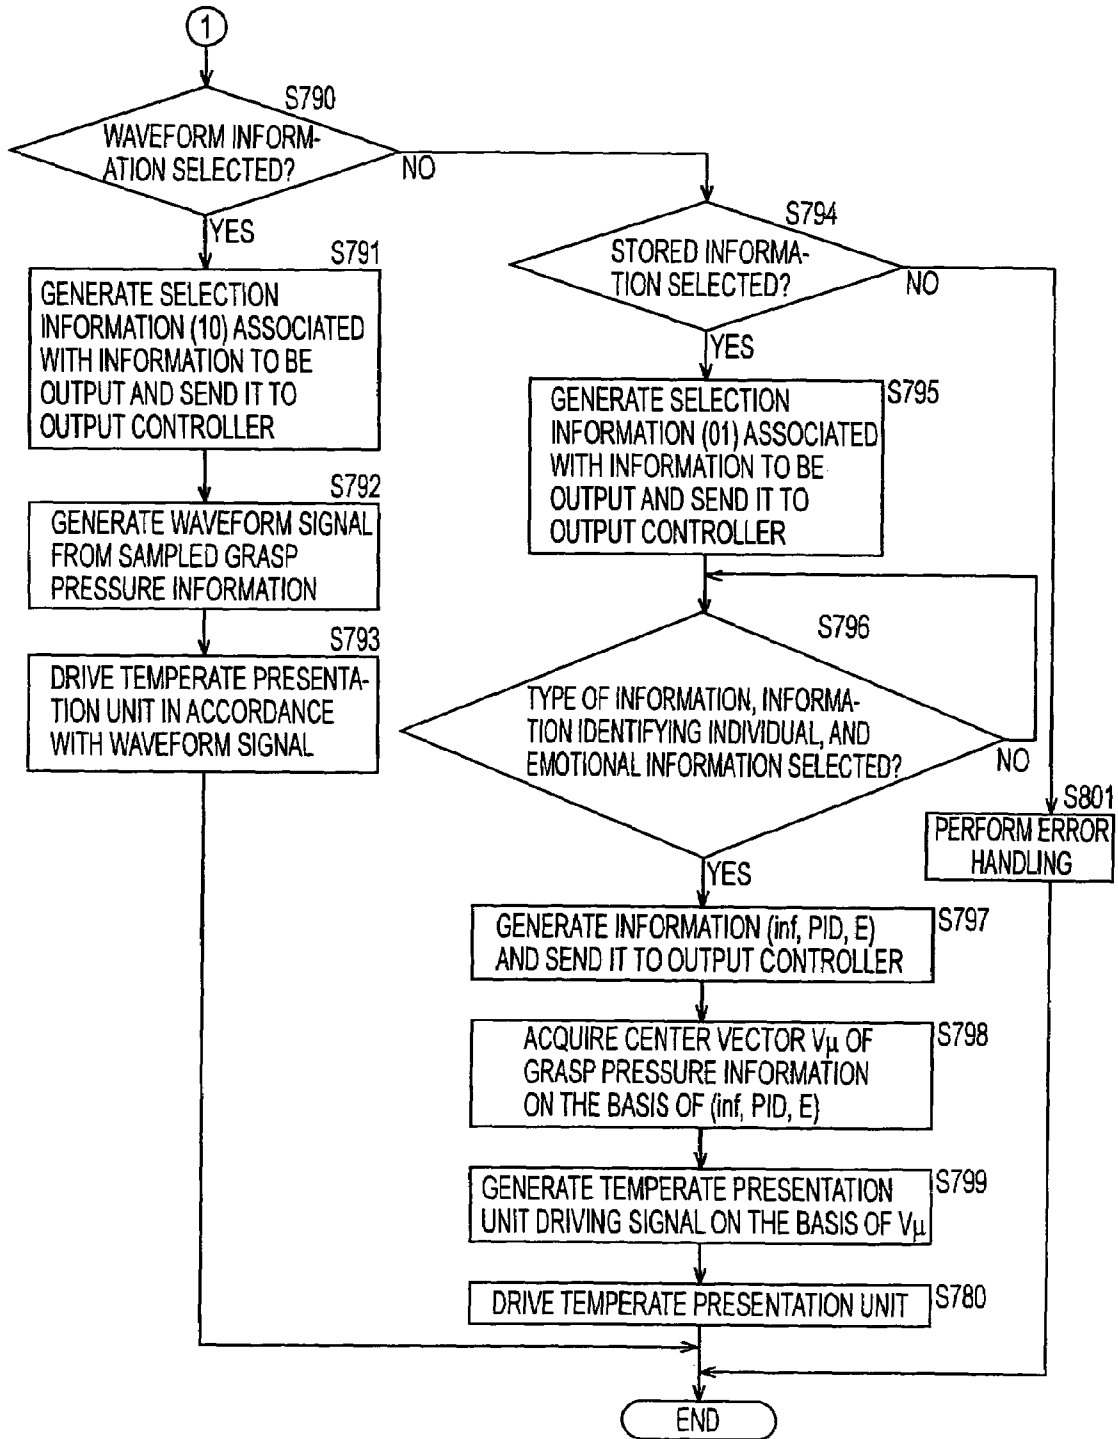 1
S790
WAVEFORM INFORM-
ATION SELECTED?
NO
YES
S791
GENERATE SELECTION
INFORMATION (10) ASSOCIATED
WITH INFORMATION TO BE
OUTPUT AND SEND IT TO
OUTPUT CONTROLLER
S792
GENERATE WAVEFORM SIGNAL
FROM SAMPLED GRASP
PRESSURE INFORMATION
S793
DRIVE TEMPERATE PRESENTA-
TION UNIT IN ACCORDANCE
WITH WAVEFORM SIGNAL
S794
STORED INFORMA-
TION SELECTED?
NO
YES
S795
GENERATE SELECTION
INFORMATION (01) ASSOCIATED
WITH INFORMATION TO BE
OUTPUT AND SEND IT TO
OUTPUT CONTROLLER
S796
TYPE OF INFORMATION, INFORMA-
TION IDENTIFYING INDIVIDUAL, AND
EMOTIONAL INFORMATION SELECTED?
NO
YES
S801
PERFORM ERROR
HANDLING
S797
GENERATE INFORMATION (inf, PID, E)
AND SEND IT TO OUTPUT CONTROLLER
S798
ACQUIRE CENTER VECTOR Vμ OF
GRASP PRESSURE INFORMATION
ON THE BASIS OF (inf, PID, E)
S799
GENERATE TEMPERATE PRESENTATION
UNIT DRIVING SIGNAL ON THE BASIS OF Vμ
S780
DRIVE TEMPERATE PRESENTATION UNIT
END